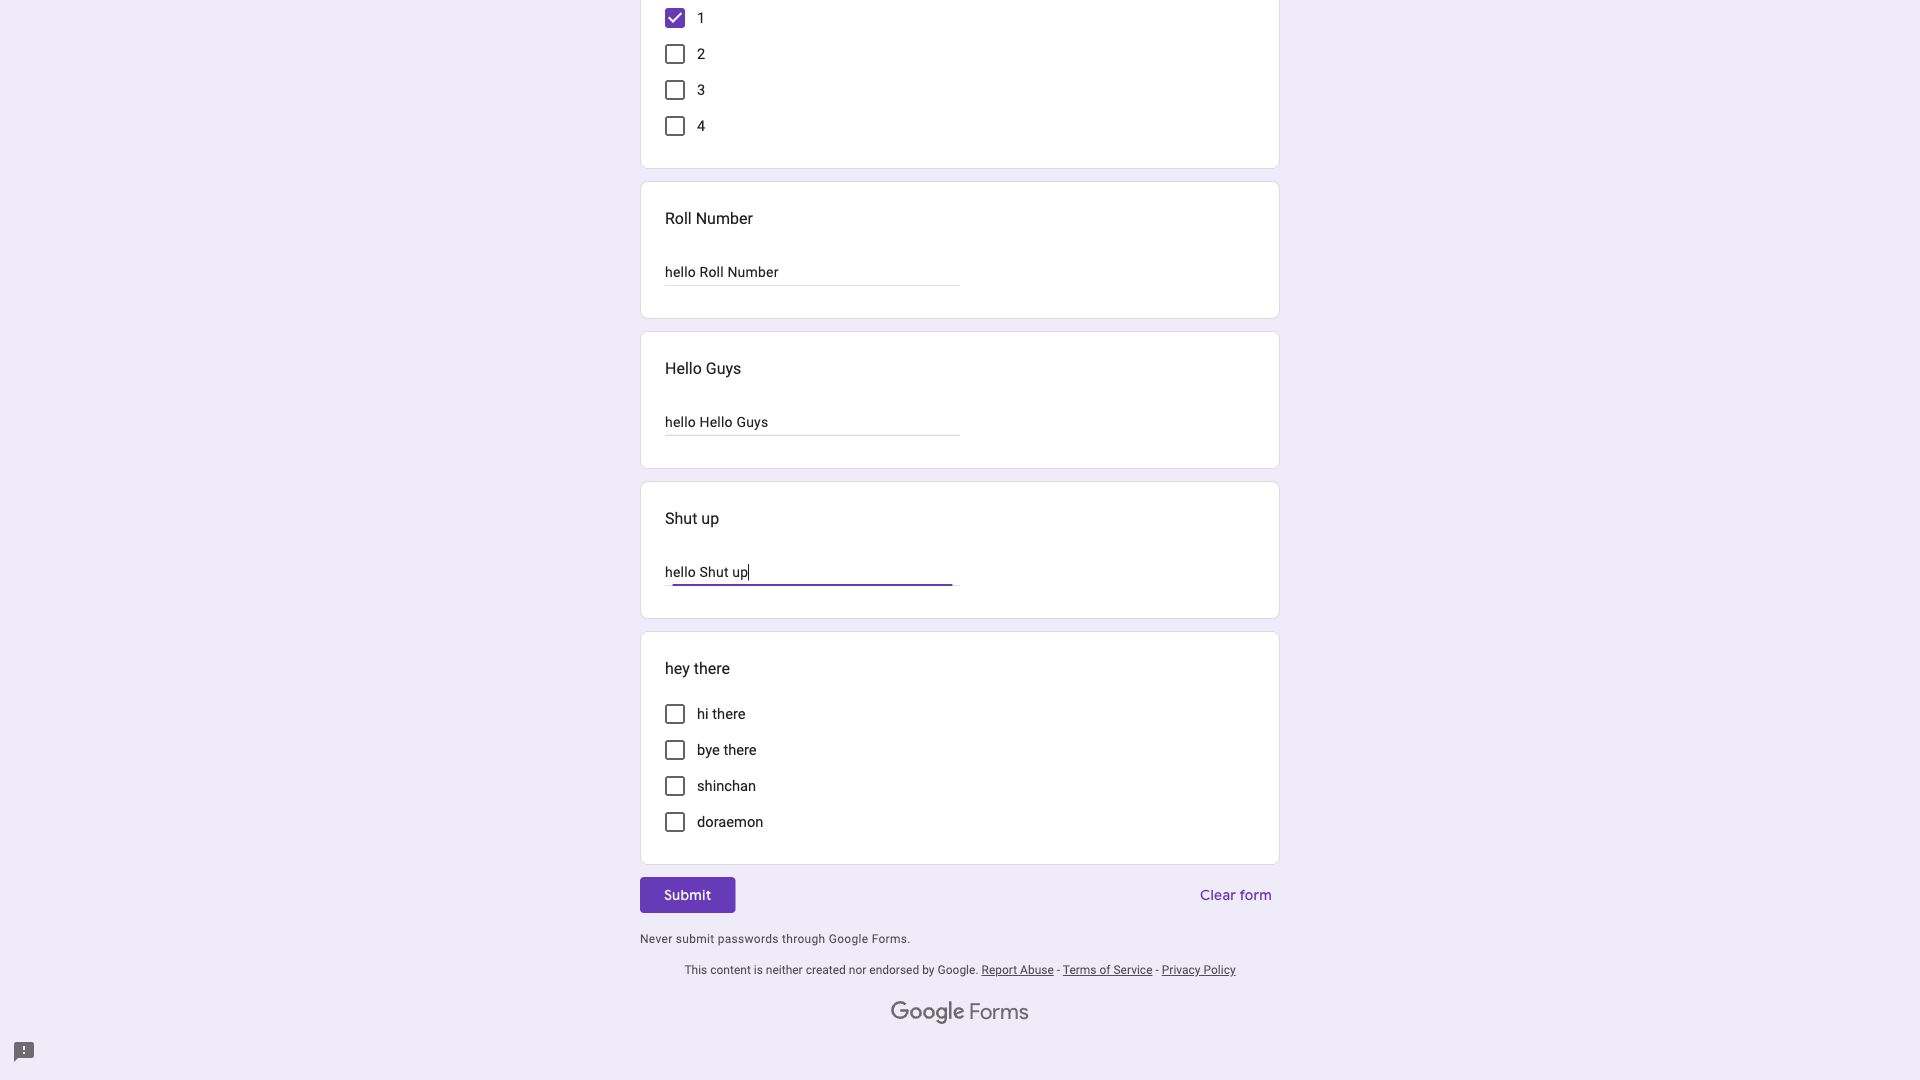 1
2
3
4
Roll Number
hello Roll Number
Hello Guys
hello Hello Guys
Shut up
hello Shut up
hey there
hi there
bye there
shinchan
doraemon
Submit
Clear form
Never submit passwords through Google Forms.
This content is neither created nor endorsed by Google. Report Abuse - Terms of Service - Privacy Policy
Google Forms